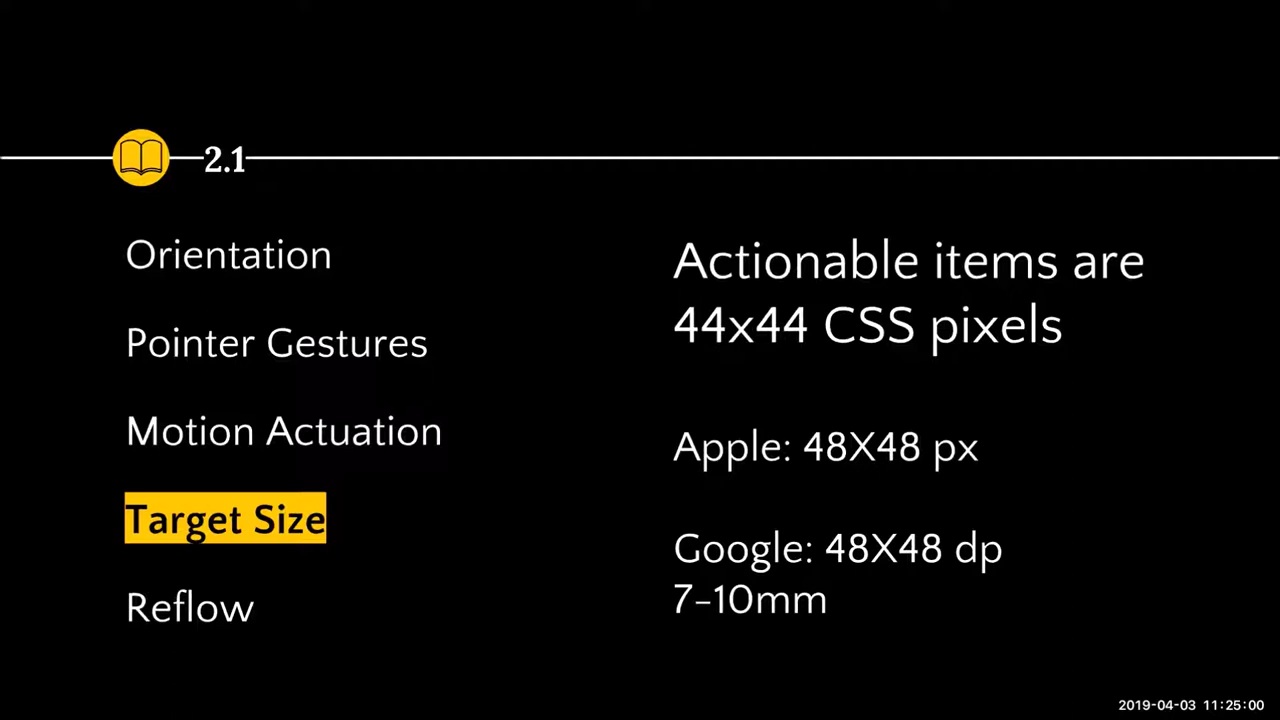 2.1
Orientation
Pointer Gestures
Motion Actuation
Target Size
Reflow
Actionable items are
44x44 CSS pixels
Apple: 48X48 px
Google: 48X48 dp
7–10mm
2019-04-03 11:25:00